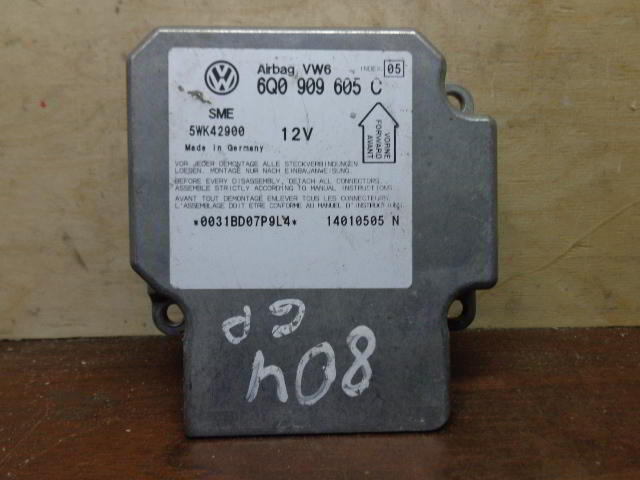 Airbag VW6 INDEX 05
6Q0 909 605 C
SME
5WK42900 12V
Made in Germany
VORNE
FORWARD
AVANT
VOR JEDER DEMONTAGE ALLE STECKVERBINDUNGEN
LOESEN. MONTAGE NUR NACH EINBAUANWEISUNG.
BEFORE EVERY DISASSEMBLY, DETACH ALL CONNECTORS.
ASSEMBLE STRICTLY ACCORDING TO MANUAL INSTRUCTIONS.
AVANT TOUT DEMONTAGE ENLEVER TOUS LES CONNECTEURS.
L'ASSEMBLAGE DOIT ETRE CONFORME AU MANUEL D'INSTRUCTIONS.
*0031BD07P9L4* 14010505 N
804